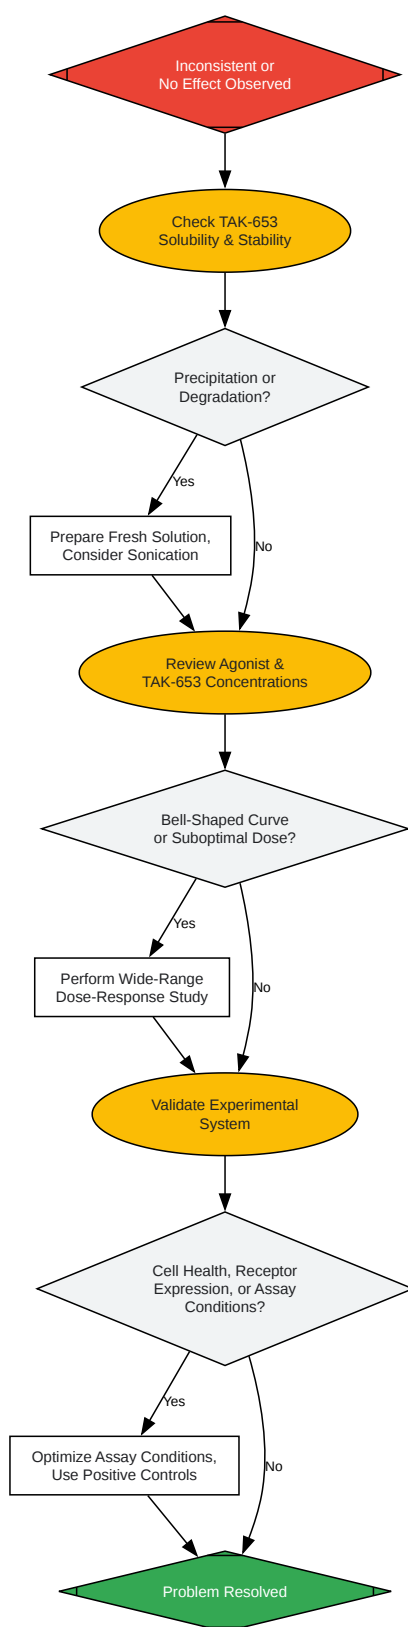 Inconsistent or
No Effect Observed
Check TAK-653
Solubility & Stability
Precipitation or
Degradation?
Yes
Prepare Fresh Solution,
Consider Sonication
No
Review Agonist &
TAK-653 Concentrations
Bell-Shaped Curve
or Suboptimal Dose?
Yes
Perform Wide-Range
Dose-Response Study
No
Validate Experimental
System
Cell Health, Receptor
Expression, or Assay
Conditions?
Yes
Optimize Assay Conditions,
Use Positive Controls
No
Problem Resolved